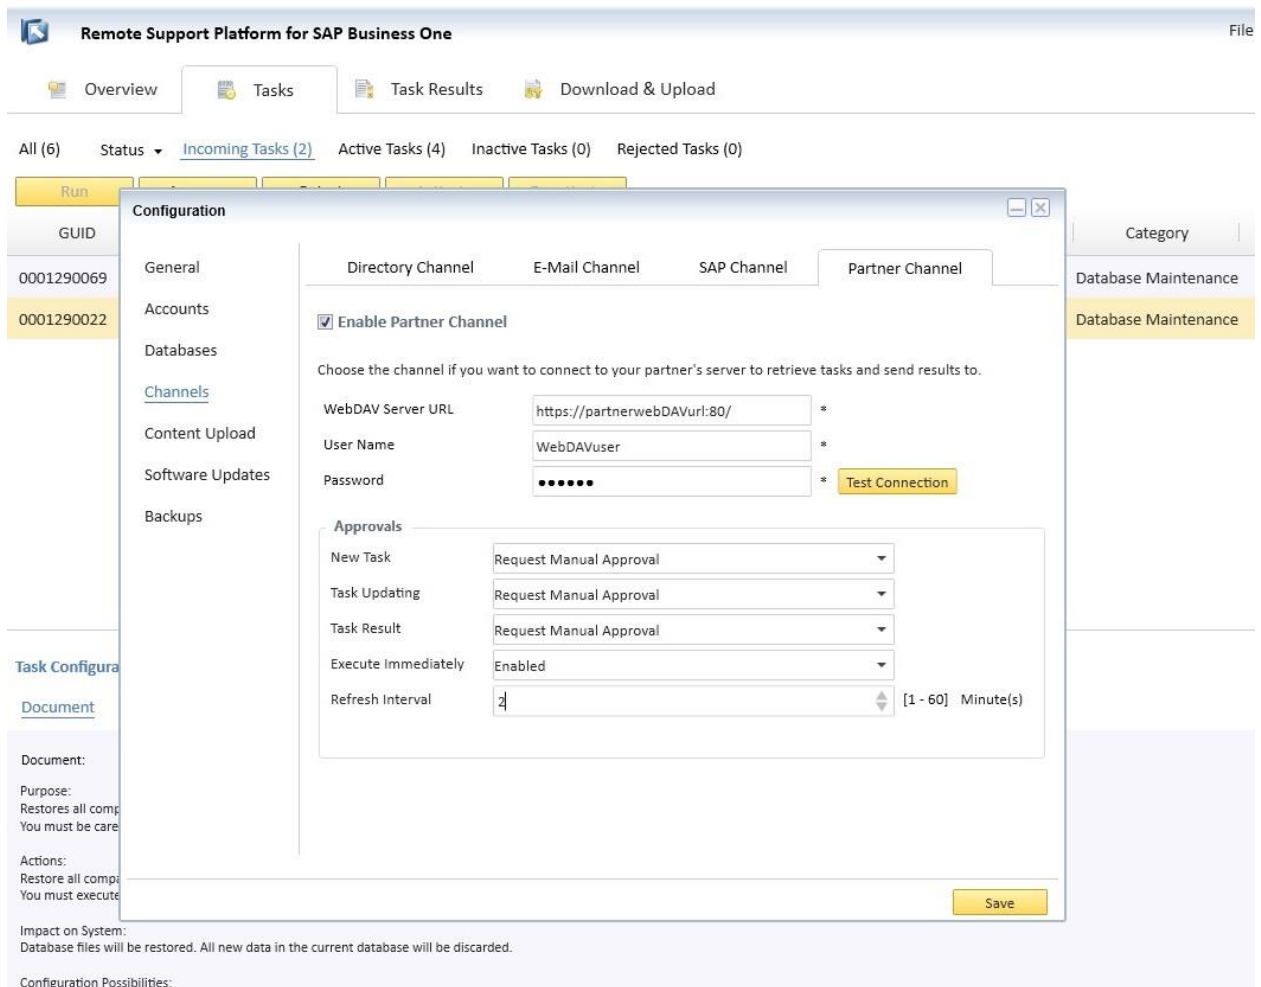 Remote Support Platform for SAP Business One
File
Overview
Tasks
Task Results
Download & Upload
All (6)
Status
Incoming Tasks (2)
Active Tasks (4)
Inactive Tasks (0)
Rejected Tasks (0)
Run
Configuration
GUID
Category
0001290069
Database Maintenance
0001290022
Database Maintenance
General
Accounts
Databases
Channels
Content Upload
Software Updates
Backups
Directory Channel
E-Mail Channel
SAP Channel
Partner Channel
Enable Partner Channel
Choose the channel if you want to connect to your partner's server to retrieve tasks and send results to.
WebDAV Server URL
https://partnerwebDAVurl:80/
*
User Name
WebDAVuser
*
Password
••••••
*
Test Connection
Approvals
New Task
Request Manual Approval
Task Updating
Request Manual Approval
Task Result
Request Manual Approval
Execute Immediately
Enabled
Refresh Interval
2
[1 - 60] Minute(s)
Save
Task Configura
Document
Document:
Purpose:
Restores all comp
You must be care
Actions:
Restore all compa
You must execute
Impact on System:
Database files will be restored. All new data in the current database will be discarded.
Configuration Possibilities: